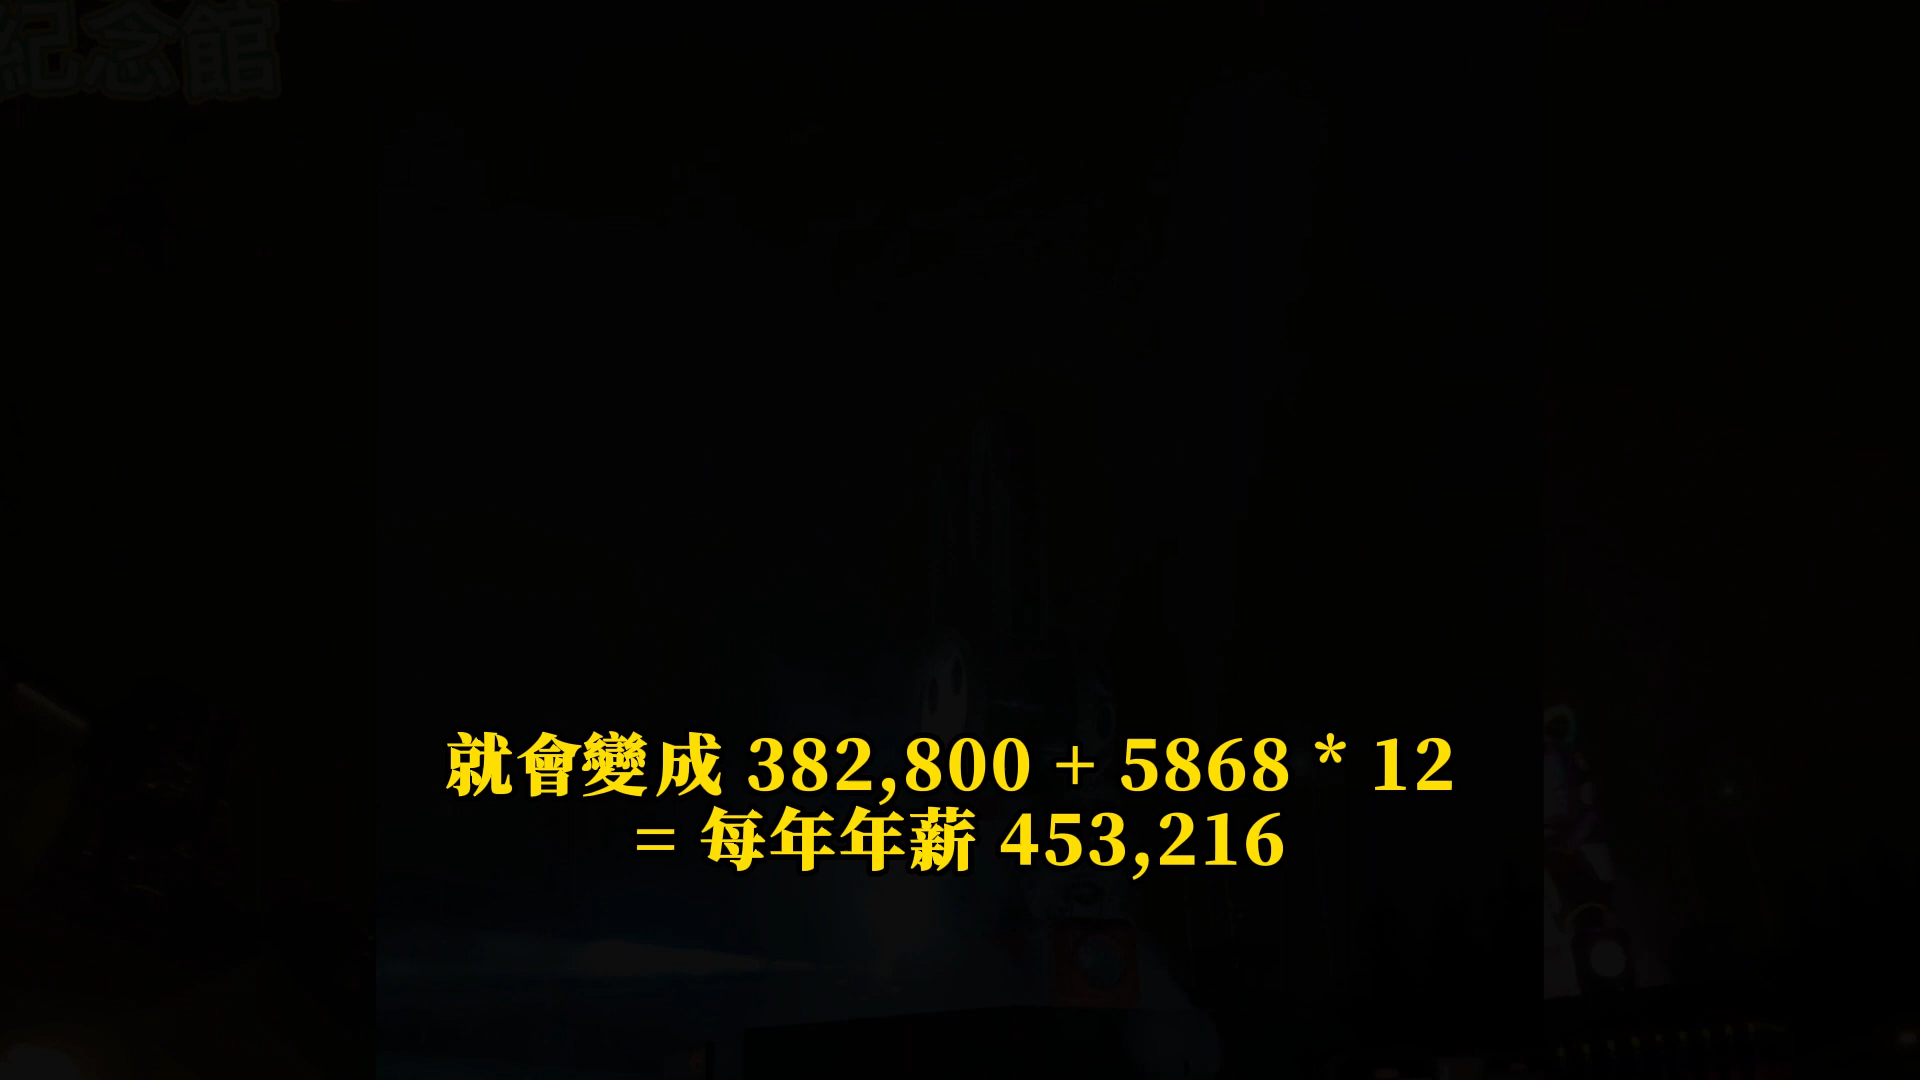 紀念館
就會變成 382,800 + 5868 * 12
= 每年年薪 453,216